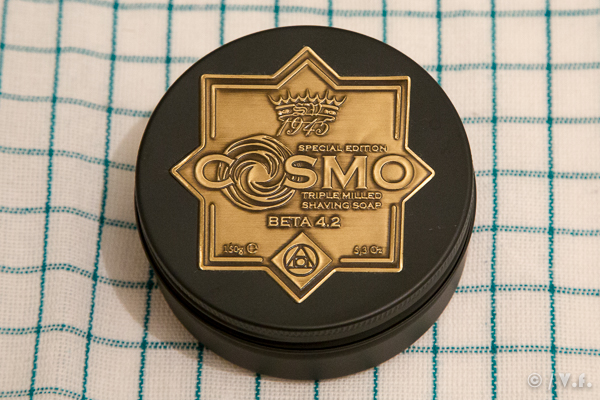 S.V.
1945
SPECIAL EDITION
COSMO
TRIPLE MILLED
SHAVING SOAP
BETA 4.2
150g. ℮ 5,3 Oz
© / V.F.